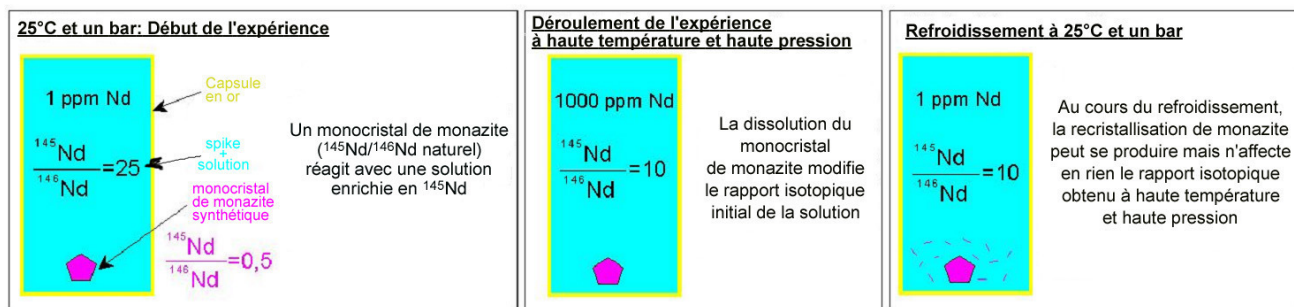 25°C et un bar: Début de l'expérience
1 ppm Nd
Capsule
en or
145Nd
146Nd
=25
spike
+
solution
monocristal
de monazite
synthétique
145Nd
146Nd
=0,5
Un monocristal de monazite
(145Nd/146Nd naturel)
réagit avec une solution
enrichie en 145Nd
Déroulement de l'expérience
à haute température et haute pression
1000 ppm Nd
145Nd
146Nd
=10
La dissolution du
monocristal
de monazite modifie
le rapport isotopique
initial de la solution
Refroidissement à 25°C et un bar
1 ppm Nd
145Nd
146Nd
=10
Au cours du refroidissement,
la recristallisation de monazite
peut se produire mais n'affecte
en rien le rapport isotopique
obtenu à haute température
et haute pression